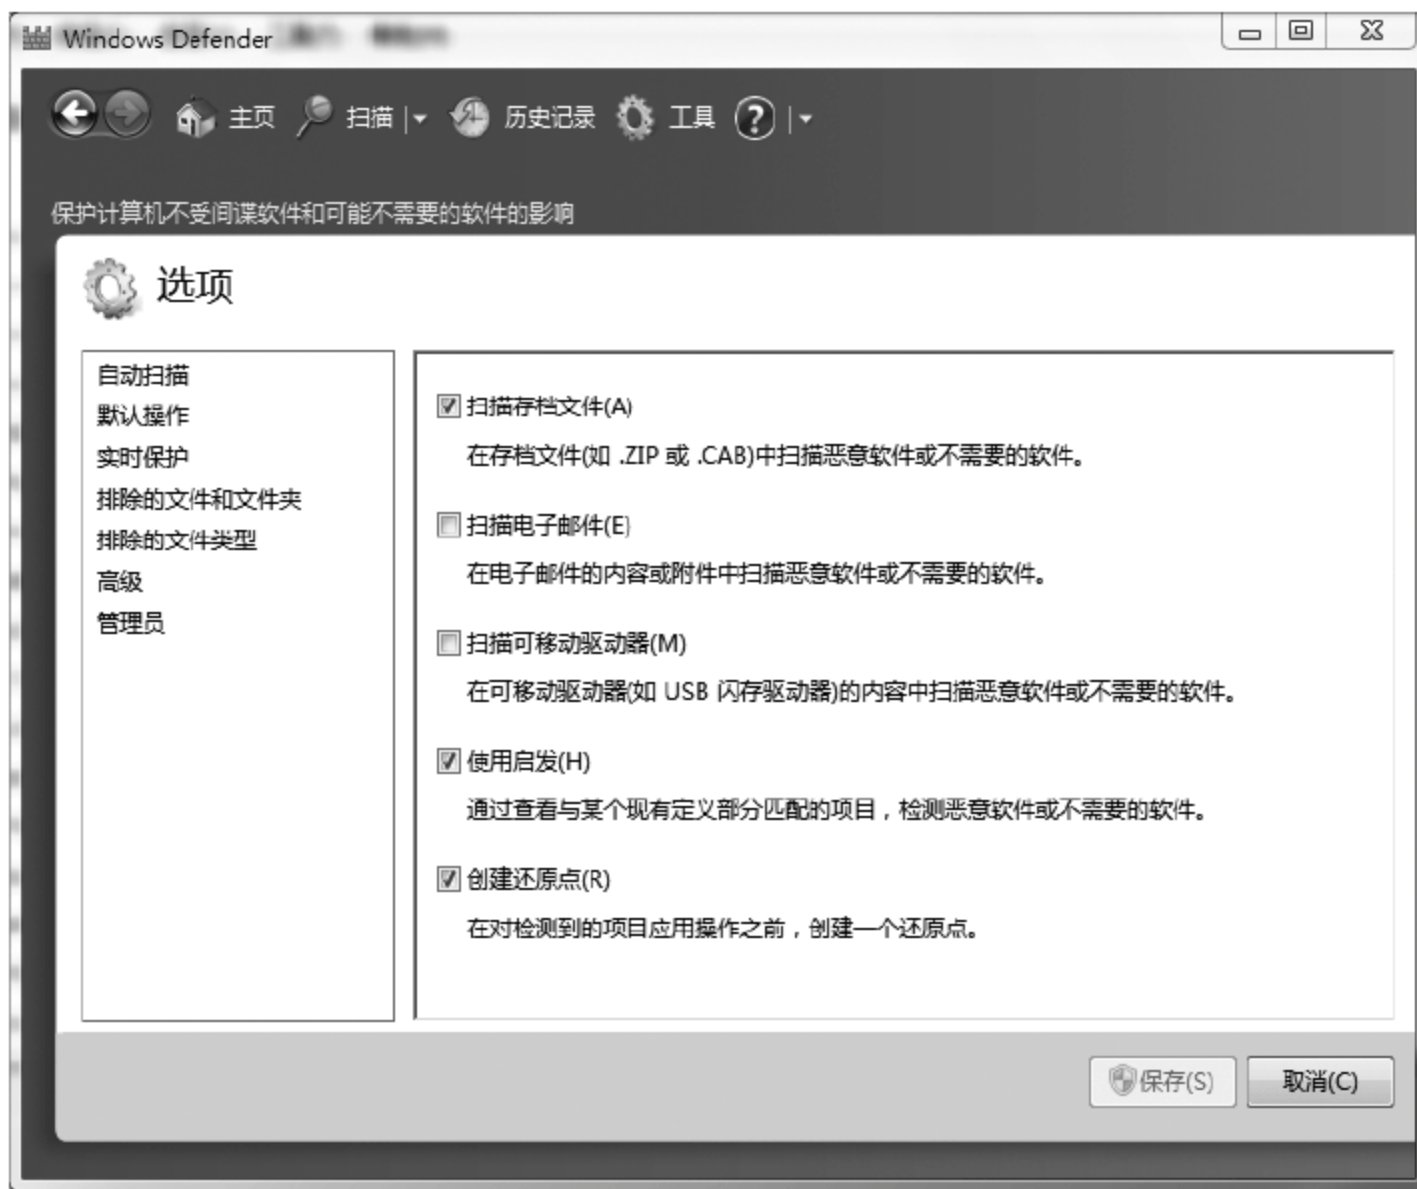 Windows Defender
主页 扫描 历史记录 工具 ?
保护计算机不受间谍软件和可能不需要的软件的影响
选项
自动扫描
默认操作
实时保护
排除的文件和文件夹
排除的文件类型
高级
管理员
扫描存档文件(A)
在存档文件(如 .ZIP 或 .CAB)中扫描恶意软件或不需要的软件。
扫描电子邮件(E)
在电子邮件的内容或附件中扫描恶意软件或不需要的软件。
扫描可移动驱动器(M)
在可移动驱动器(如 USB 闪存驱动器)的内容中扫描恶意软件或不需要的软件。
使用启发(H)
通过查看与某个现有定义部分匹配的项目，检测恶意软件或不需要的软件。
创建还原点(R)
在对检测到的项目应用操作之前，创建一个还原点。
保存(S) 取消(C)